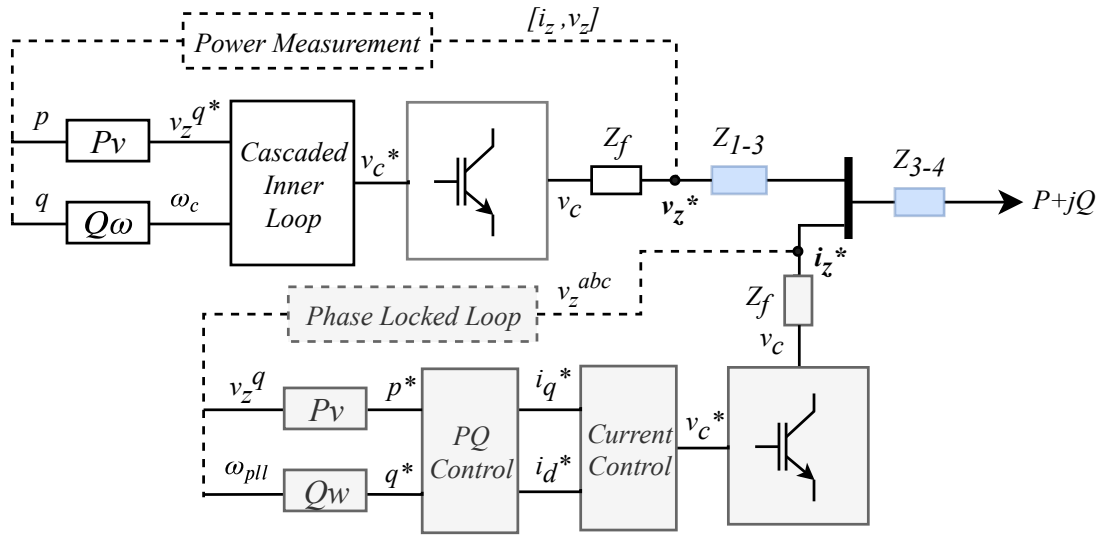 [i_z, v_z]
Power Measurement
p
Pv
v_z^q*
Cascaded
Inner
Loop
v_c*
Z_f
Z_1-3
Z_3-4
q
Qω
ω_c
v_c
v_z*
P+jQ
i_z*
v_z^abc
Phase Locked Loop
Z_f
v_c
v_z^q
Pv
p*
PQ
Control
i_q*
Current
Control
v_c*
ω_pll
Qw
q*
i_d*